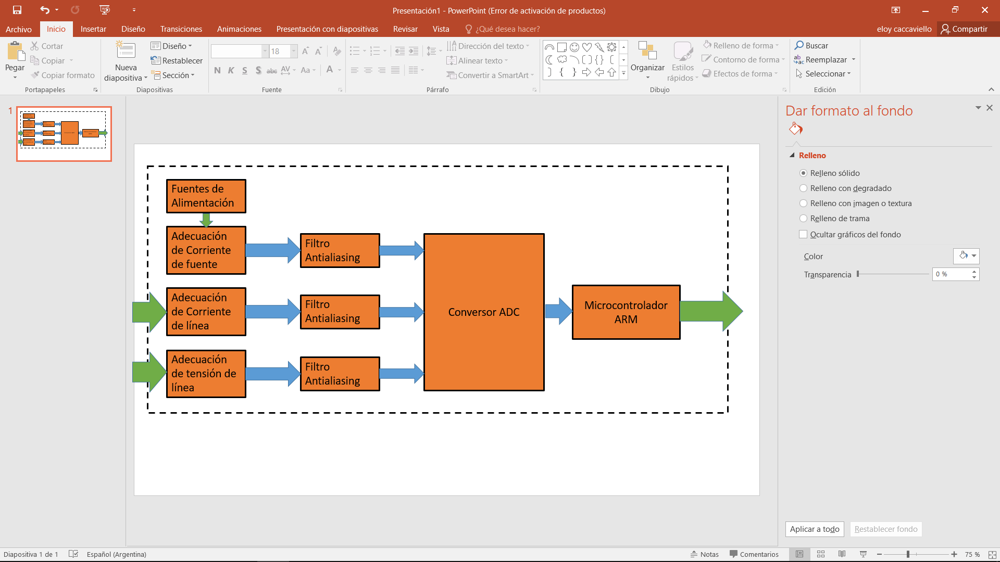 Presentación1 - PowerPoint (Error de activación de productos)
Archivo Inicio Insertar Diseño Transiciones Animaciones Presentación con diapositivas Revisar Vista ¿Qué desea hacer? eloy caccaviello Compartir
Pegar
Cortar
Copiar
Copiar formato
Portapapeles
Nueva
diapositiva
Diseño
Restablecer
Sección
Diapositivas
18
N K S S abc AV Aa A
Fuente
Dirección del texto
Alinear texto
Convertir a SmartArt
Párrafo
Organizar
Estilos
rápidos
Relleno de forma
Contorno de forma
Efectos de forma
Dibujo
Buscar
Reemplazar
Seleccionar
Edición
1
Fuentes de
Alimentación
Adecuación
de Corriente
de fuente
Filtro
Antialiasing
Adecuación
de Corriente
de línea
Filtro
Antialiasing
Adecuación
de tensión de
línea
Filtro
Antialiasing
Conversor ADC
Microcontrolador
ARM
Dar formato al fondo
Relleno
Relleno sólido
Relleno con degradado
Relleno con imagen o textura
Relleno de trama
Ocultar gráficos del fondo
Color
Transparencia 0 %
Aplicar a todo Restablecer fondo
Diapositiva 1 de 1 Español (Argentina) Notas Comentarios 75 %